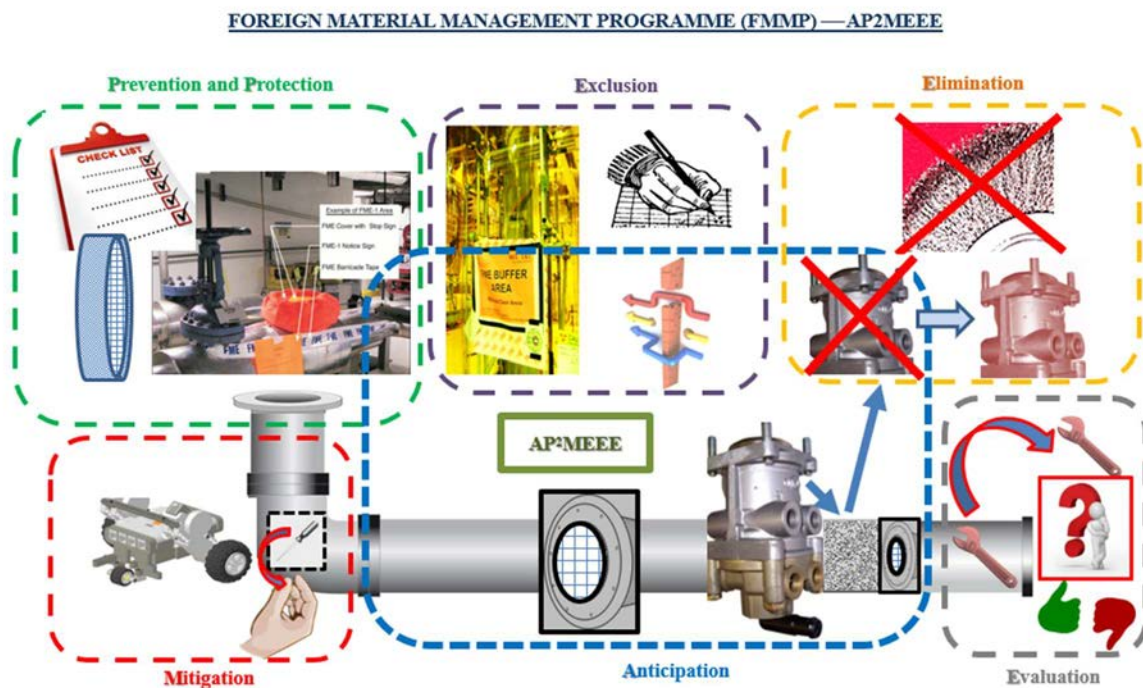 FOREIGN MATERIAL MANAGEMENT PROGRAMME (FMMP) — AP2MEEE
Prevention and Protection
Exclusion
Elimination
CHECK LIST
Example of FME-1 Area
FME Cover with Stop Sign
FME-1 Notice Sign
FME Barricade Tape
BUFFER
AREA
AP²MEEE
Mitigation
Anticipation
Evaluation